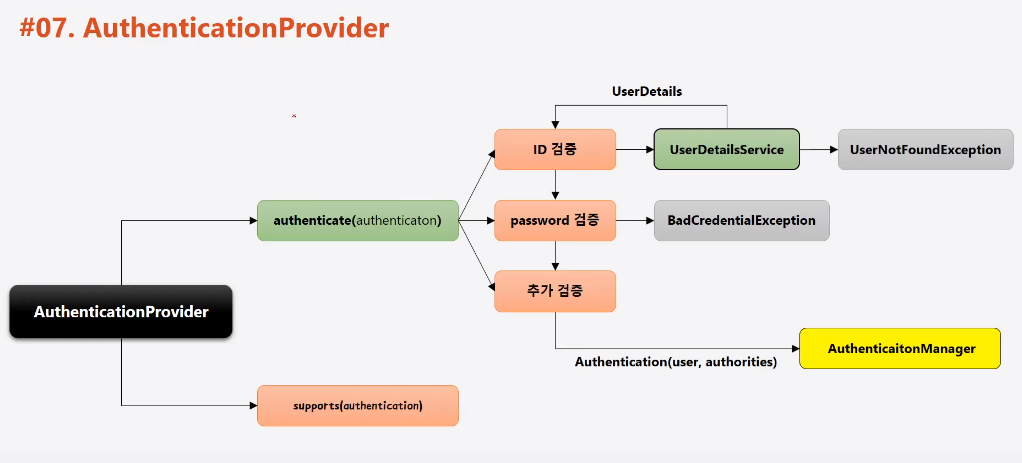 #07. AuthenticationProvider
UserDetails
ID 검증
UserDetailsService
UserNotFoundException
authenticate(authenticaton)
password 검증
BadCredentialException
추가 검증
AuthenticationProvider
AuthenticaitonManager
Authentication(user, authorities)
supports(authentication)